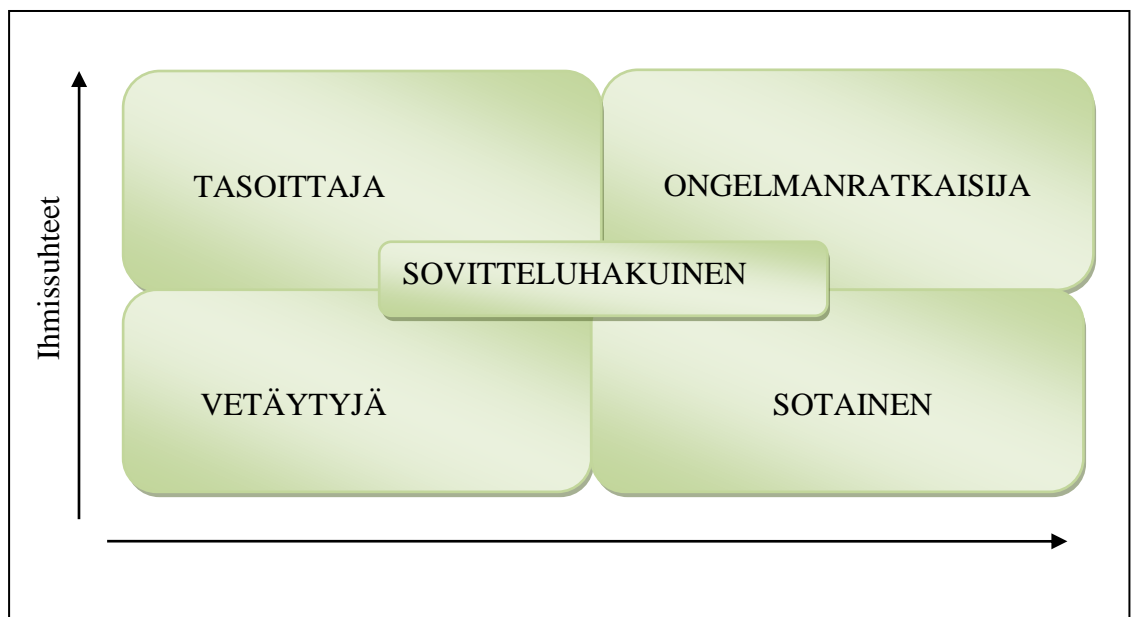 TASOITTAJA
ONGELMANRATKAISIJA
SOVITTELUHAKUINEN
VETÄYTYJÄ
SOTAINEN
Ihmissuhteet